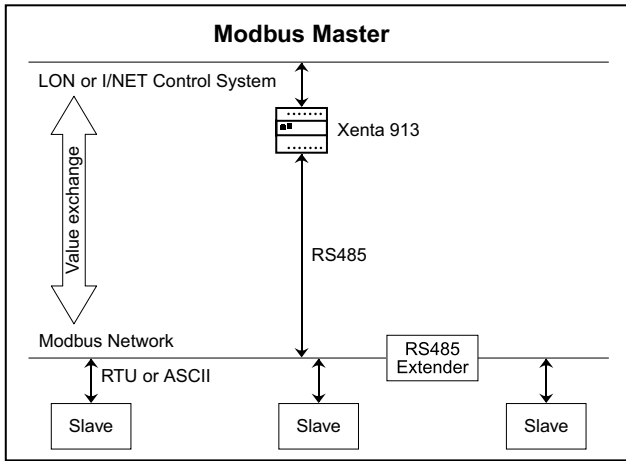 Modbus Master
LON or I/NET Control System
Xenta 913
Value exchange
RS485
Modbus Network
RS485
Extender
RTU or ASCII
Slave
Slave
Slave